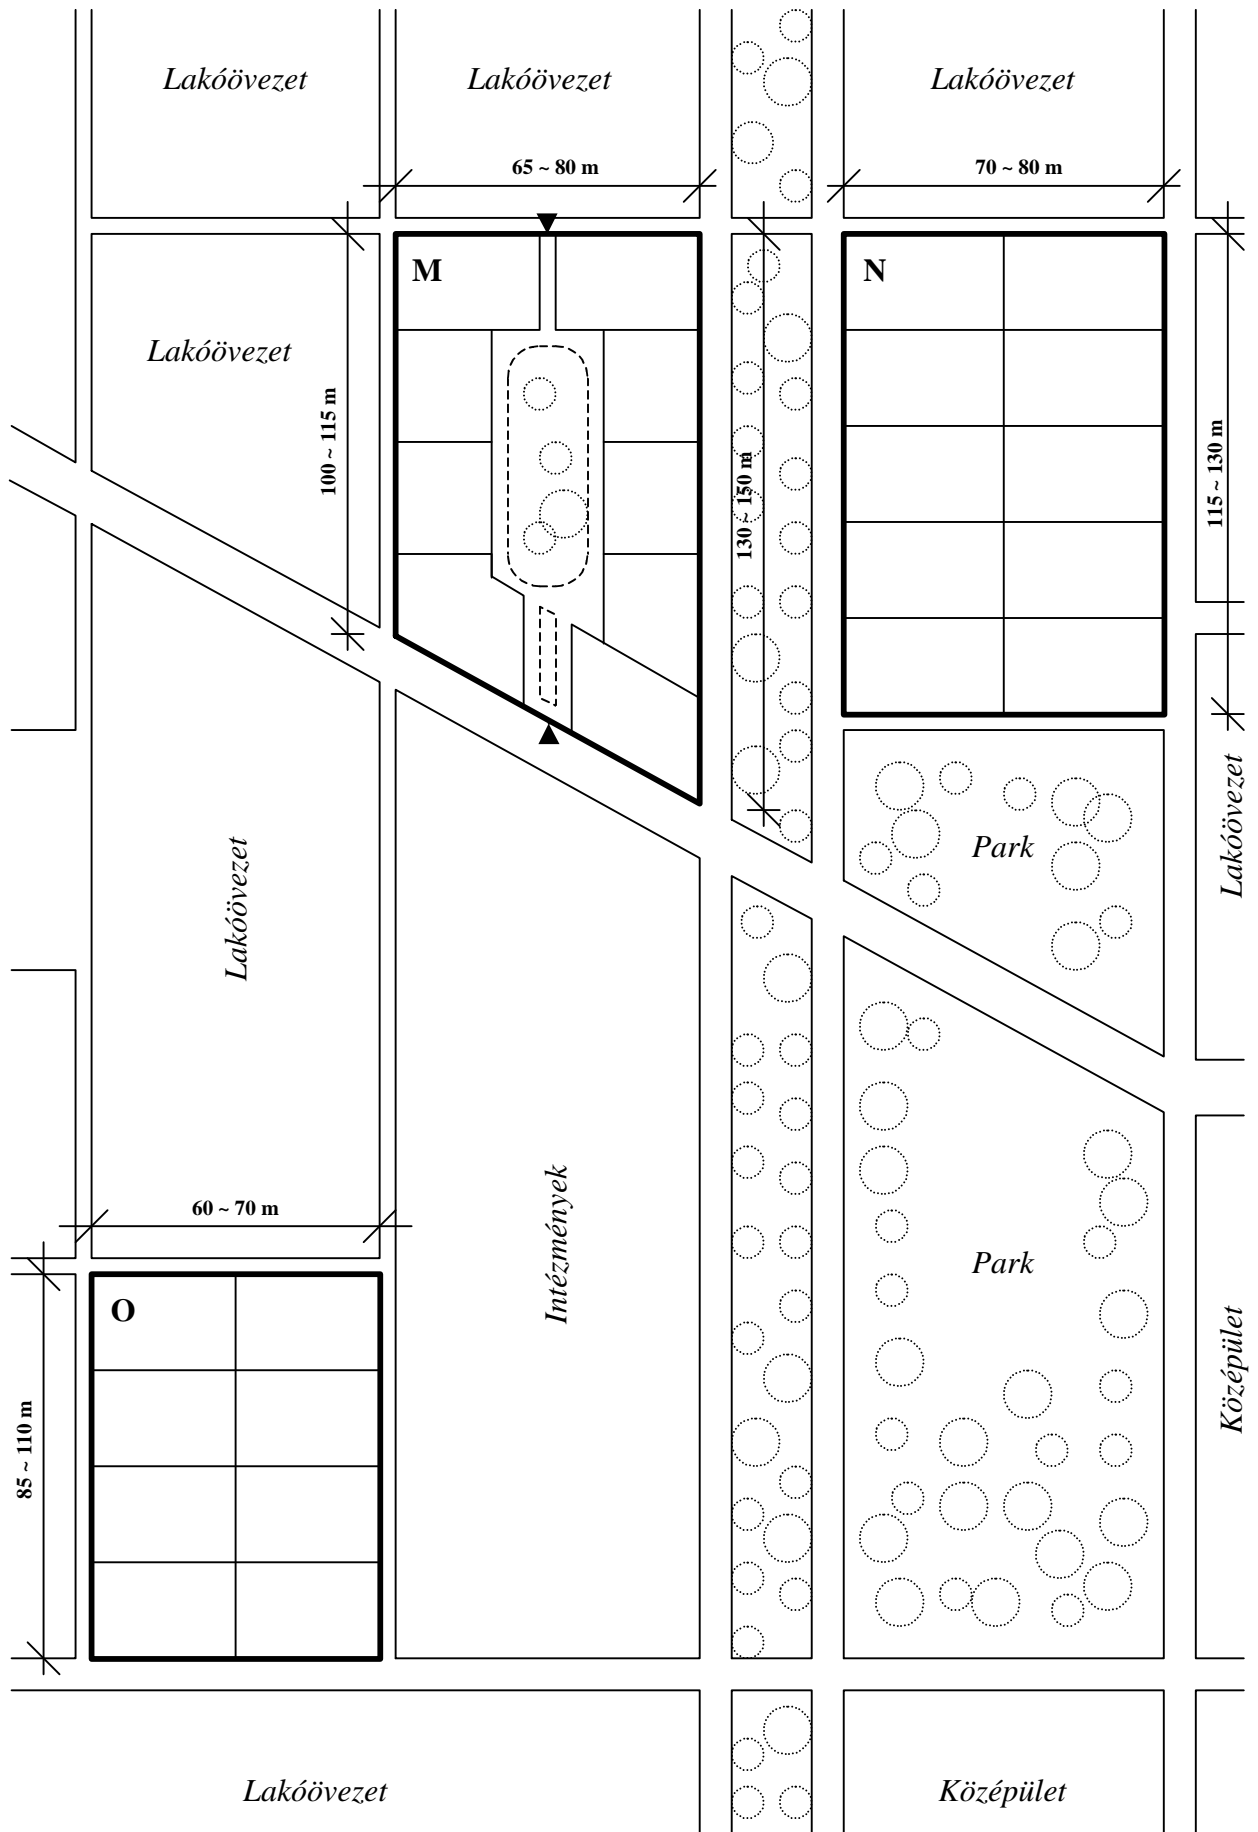 Lakóövezet
Lakóövezet
Lakóövezet
65 ~ 80 m
70 ~ 80 m
M
N
Lakóövezet
100 ~ 115 m
130 ~ 150 m
115 ~ 130 m
Lakóövezet
Park
Lakóövezet
60 ~ 70 m
Intézmények
Park
O
85 ~ 110 m
Középület
Lakóövezet
Középület